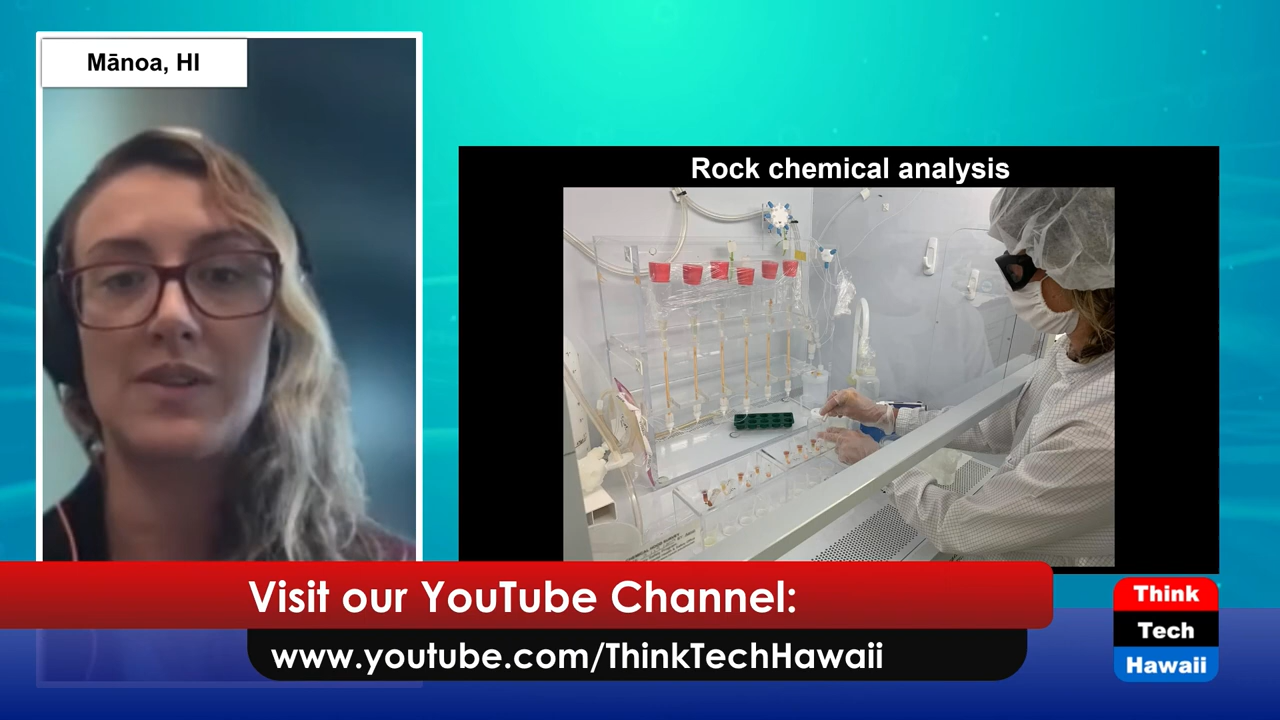 Mānoa, HI
Rock chemical analysis
Visit our YouTube Channel:
www.youtube.com/ThinkTechHawaii
Think
Tech
Hawaii